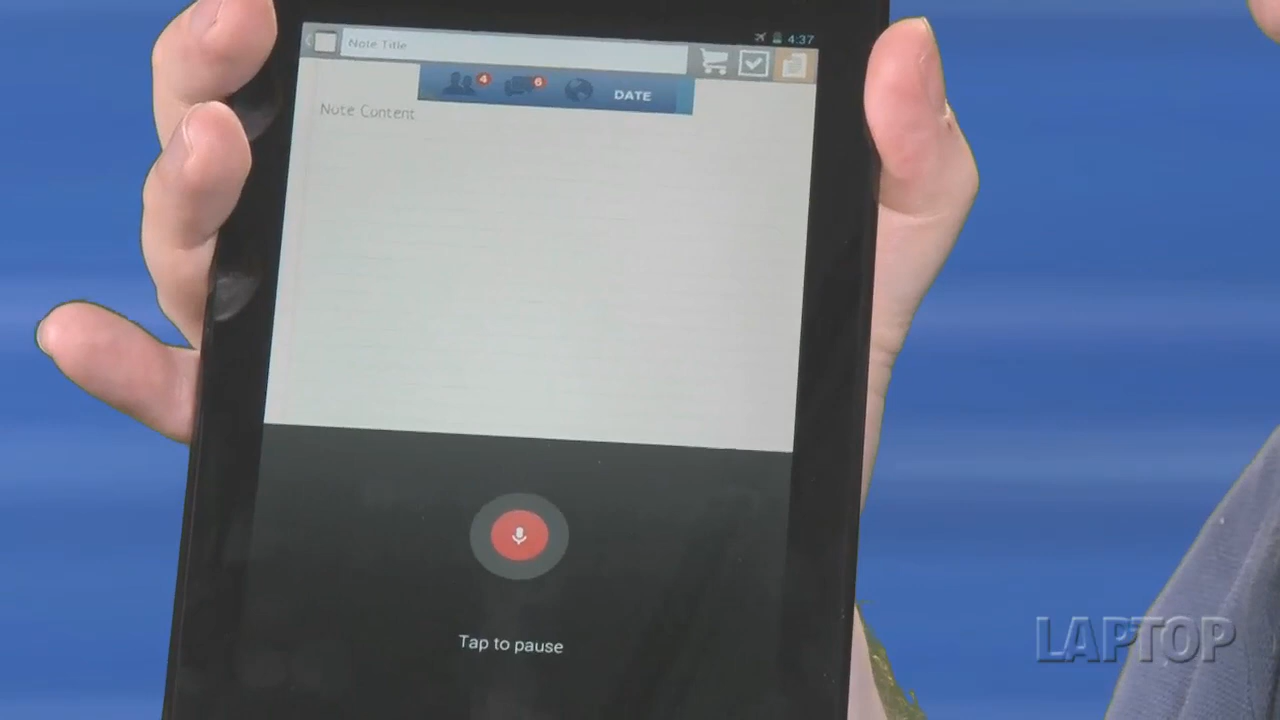 4:37
Note Title
4
6
DATE
Note Content
Tap to pause
LAPTOP